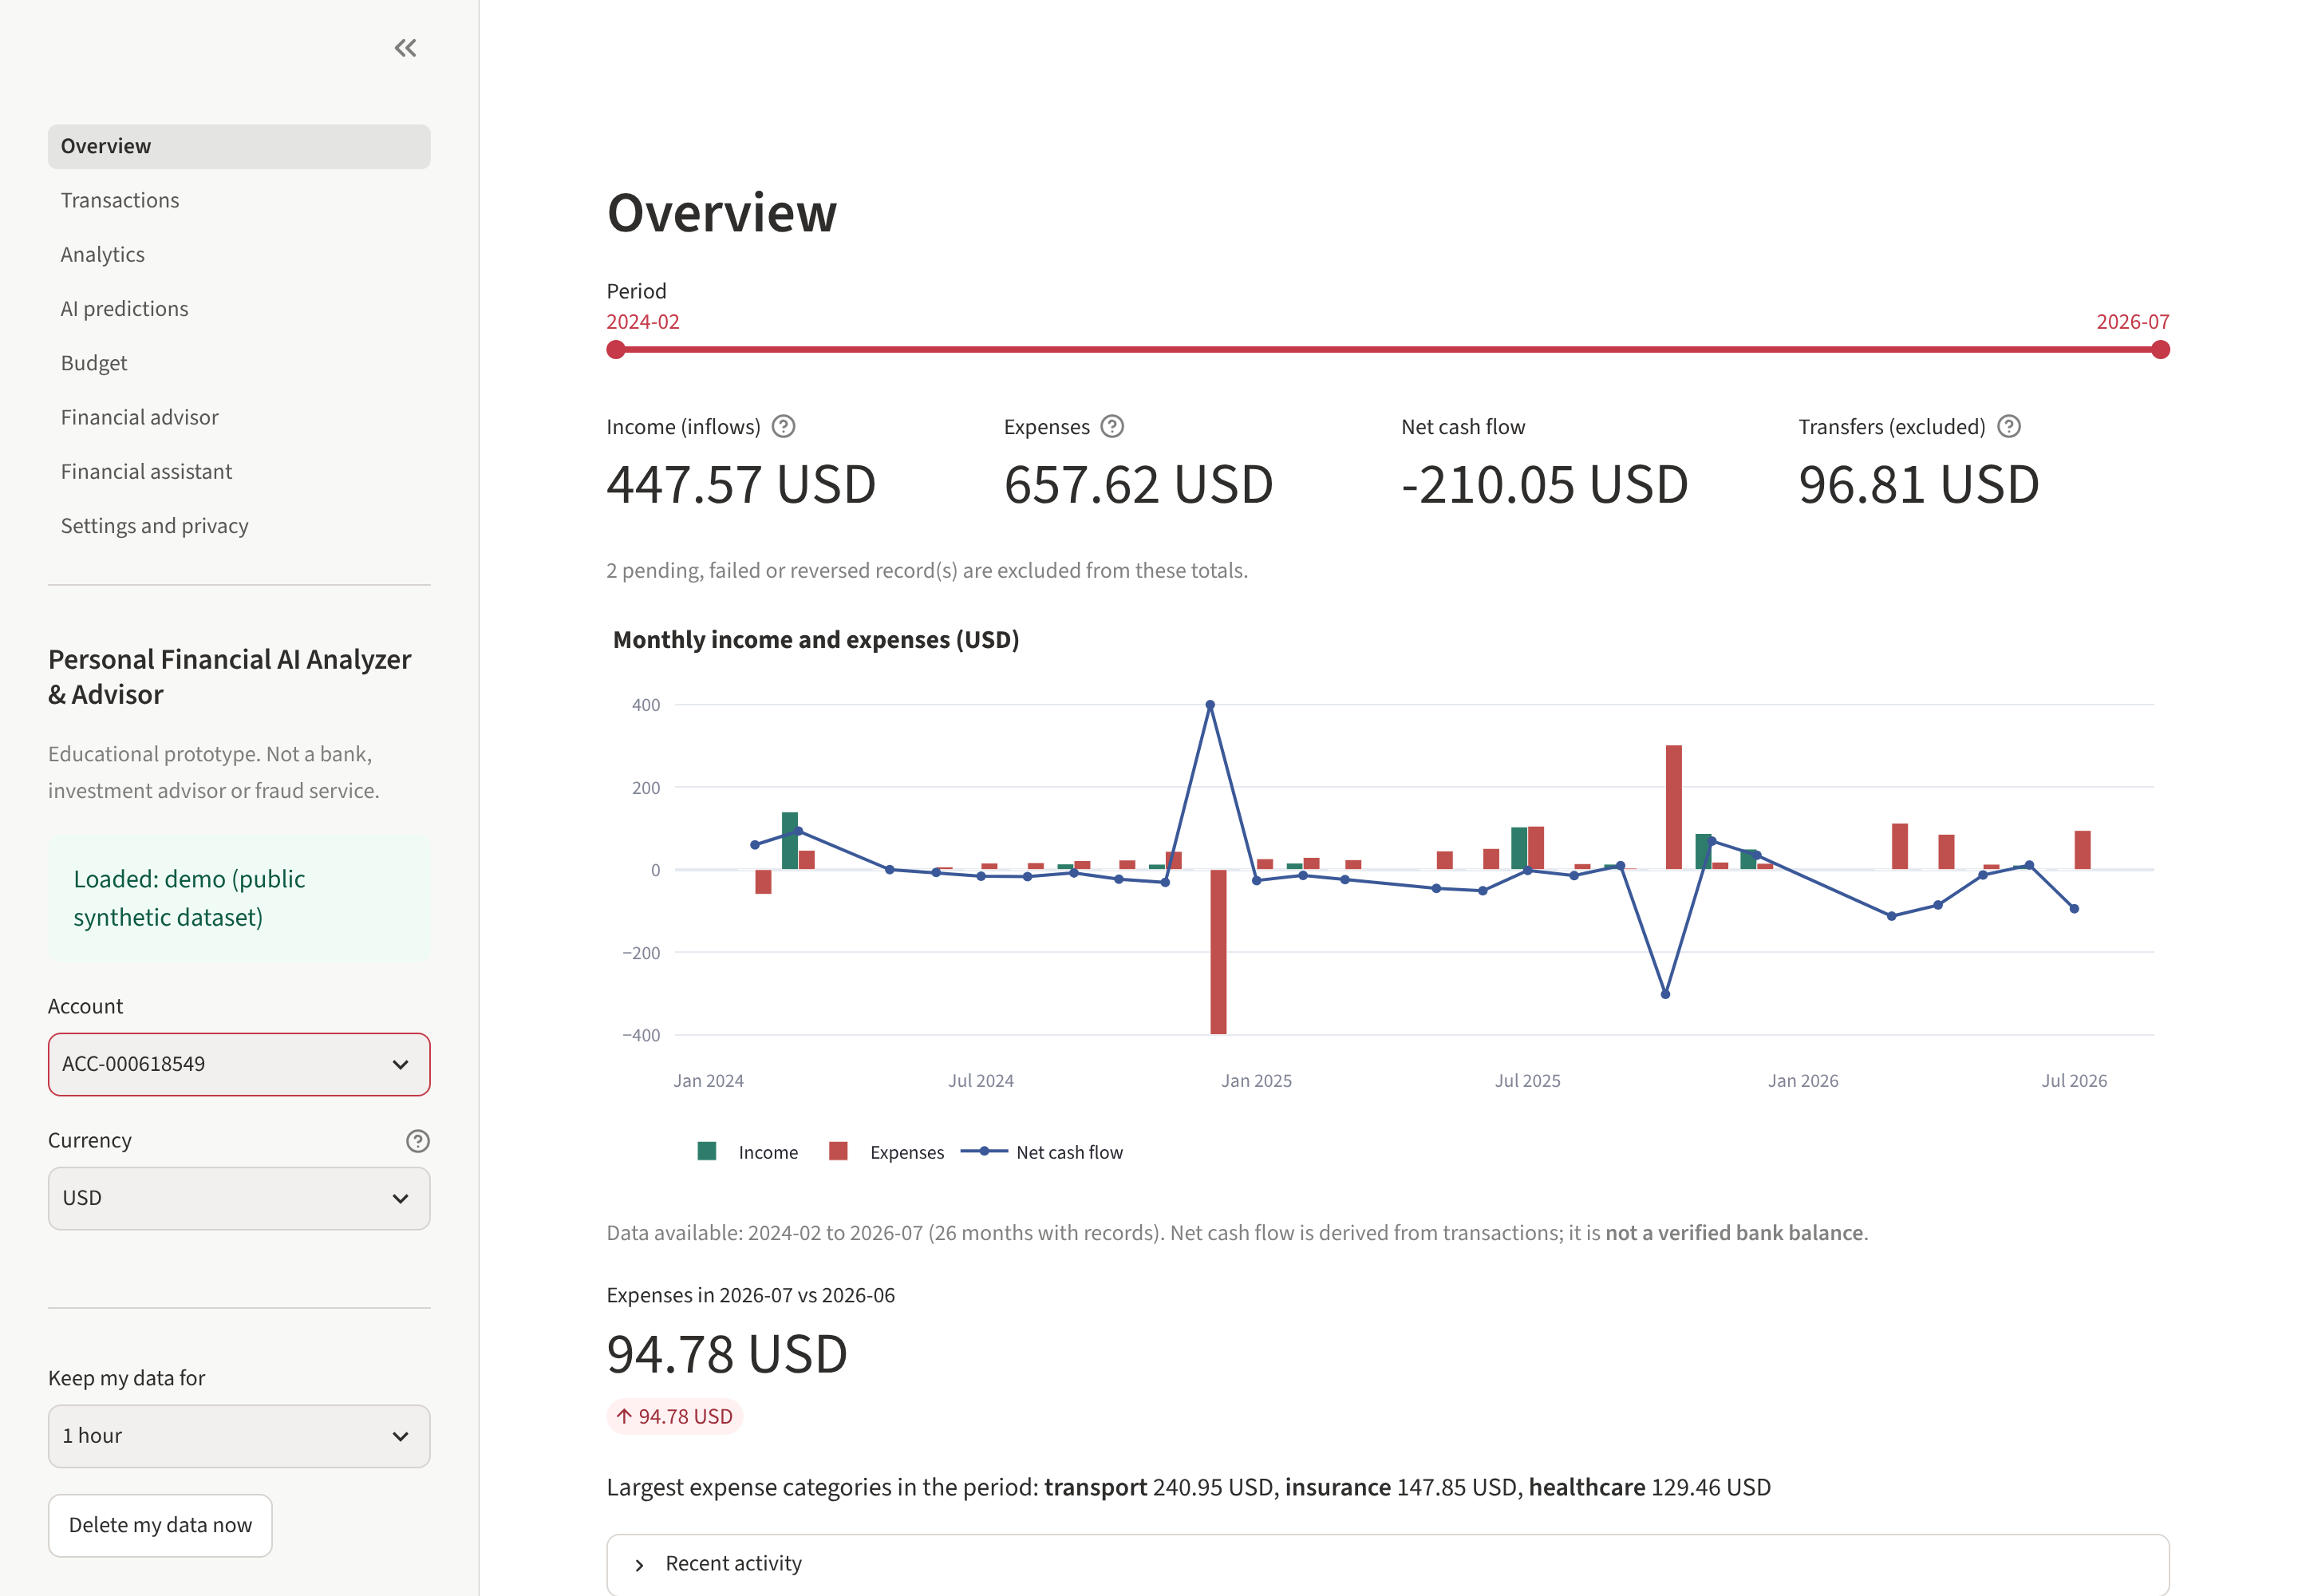 Overview
Transactions
Analytics
AI predictions
Budget
Financial advisor
Financial assistant
Settings and privacy
Personal Financial AI Analyzer
& Advisor
Educational prototype. Not a bank,
investment advisor or fraud service.
Loaded: demo (public
synthetic dataset)
Account
ACC-000618549
Currency
USD
Keep my data for
1 hour
Delete my data now
Overview
Period
2024-02 2026-07
Income (inflows) Expenses Net cash flow Transfers (excluded)
447.57 USD 657.62 USD -210.05 USD 96.81 USD
2 pending, failed or reversed record(s) are excluded from these totals.
Monthly income and expenses (USD)
400
200
0
−200
−400
Jan 2024 Jul 2024 Jan 2025 Jul 2025 Jan 2026 Jul 2026
Income Expenses Net cash flow
Data available: 2024-02 to 2026-07 (26 months with records). Net cash flow is derived from transactions; it is not a verified bank balance.
Expenses in 2026-07 vs 2026-06
94.78 USD
↑ 94.78 USD
Largest expense categories in the period: transport 240.95 USD, insurance 147.85 USD, healthcare 129.46 USD
Recent activity